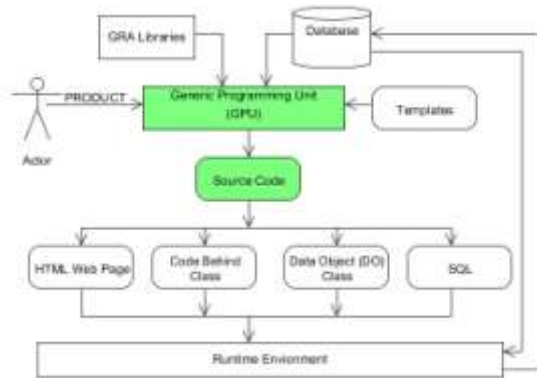 GRA Libraries
Database
PRODUCT
Generic Programming Unit
(GPU)
Templates
Actor
Source Code
HTML Web Page
Code Behind
Class
Data Object (DO)
Class
SQL
Runtime Envionment